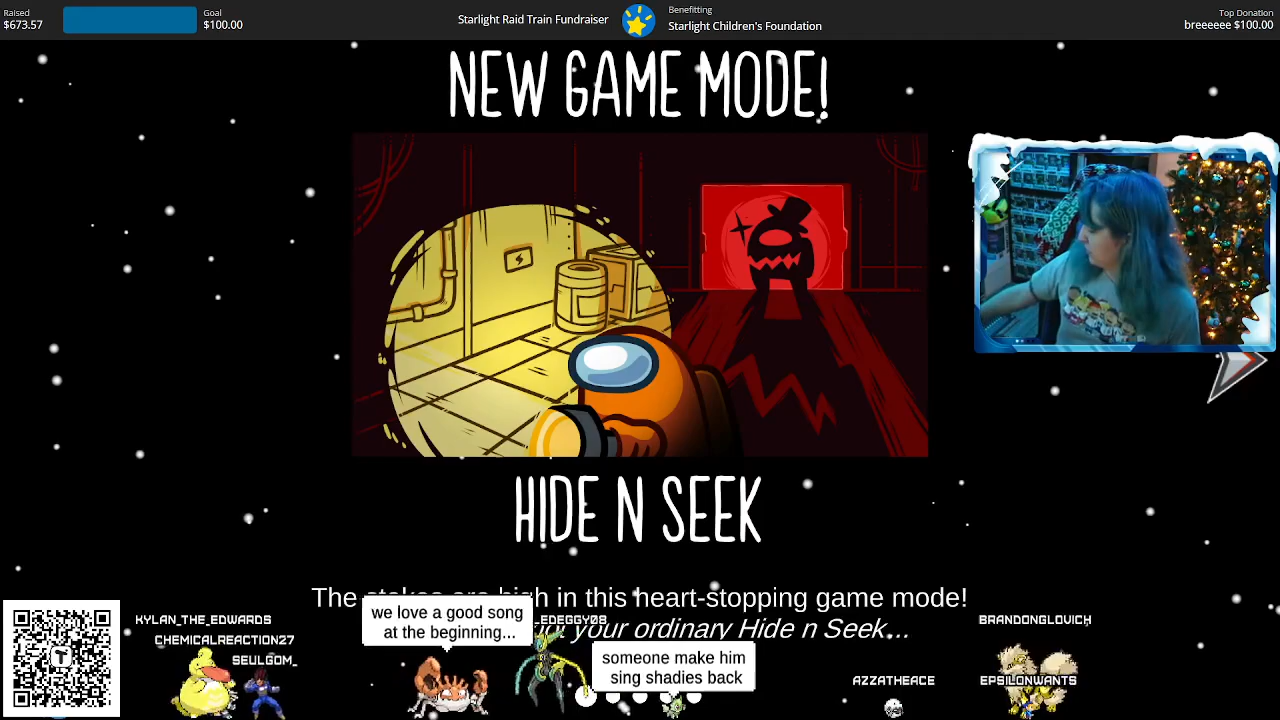 Raised
$673.57
Goal
$100.00
Starlight Raid Train Fundraiser
Benefitting
Starlight Children's Foundation
Top Donation
breeeeee $100.00
NEW GAME MODE!
HIDE N SEEK
The stakes are high in this heart-stopping game mode!
your ordinary Hide n Seek...
we love a good song
at the beginning...
someone make him
sing shadies back
KYLAN_THE_EDWARDS
CHEMICALREACTION27
SEULGOM_
EDEGGY08
BRANDONGLOVICH
AZZATHEACE
EPSILONWANTS
T